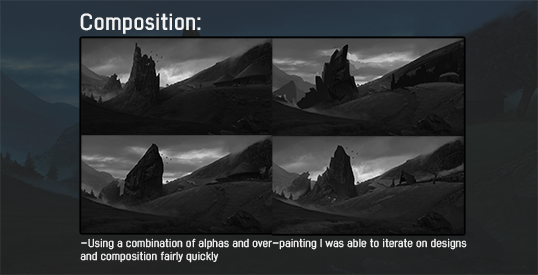 Composition:
-Using a combination of alphas and over-painting I was able to iterate on designs
and composition fairly quickly